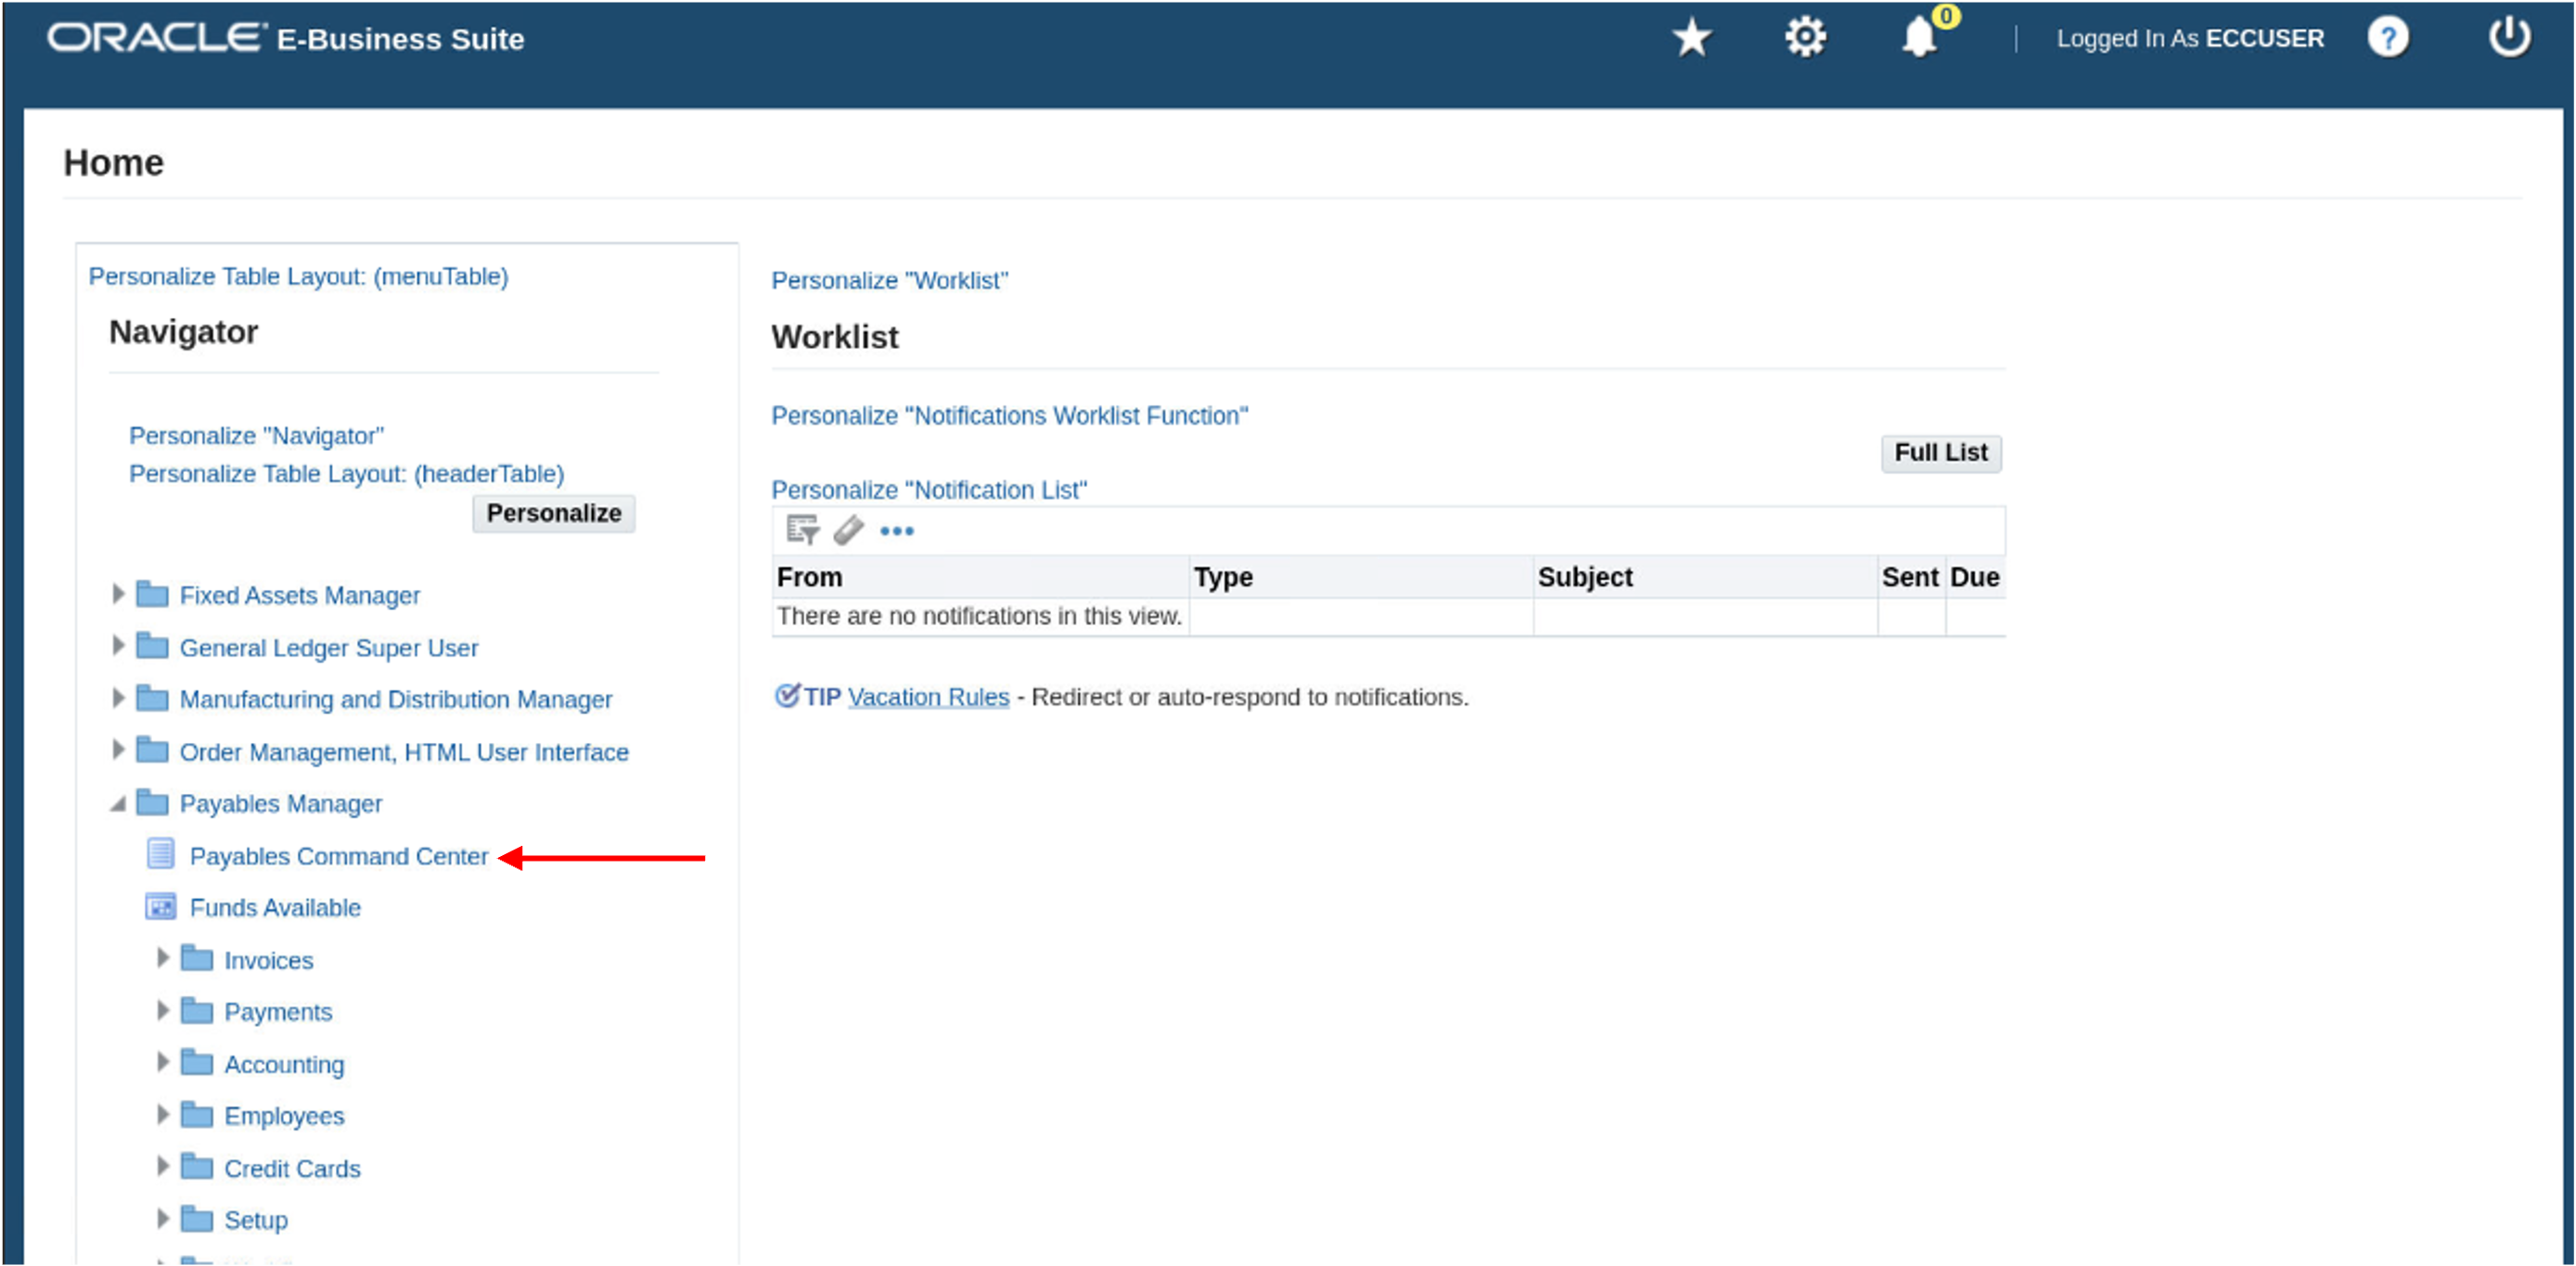 ORACLE E-Business Suite
0
Logged In As ECCUSER
?
Home
Personalize Table Layout: (menuTable)
Navigator
Personalize "Navigator"
Personalize Table Layout: (headerTable)
Personalize
Fixed Assets Manager
General Ledger Super User
Manufacturing and Distribution Manager
Order Management, HTML User Interface
Payables Manager
Payables Command Center
Funds Available
Invoices
Payments
Accounting
Employees
Credit Cards
Setup
Personalize "Worklist"
Worklist
Personalize "Notifications Worklist Function"
Full List
Personalize "Notification List"
From Type Subject Sent Due
There are no notifications in this view.
TIP Vacation Rules - Redirect or auto-respond to notifications.